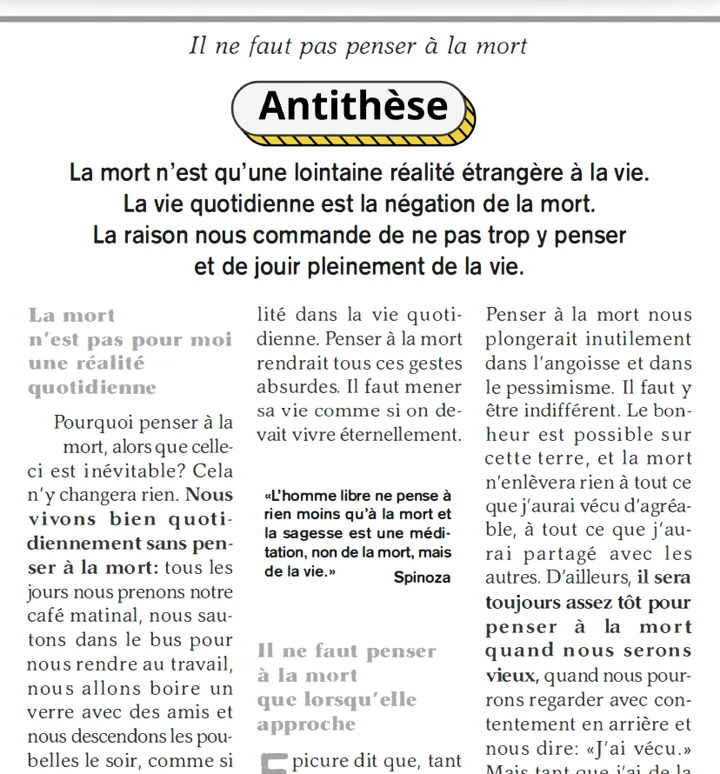 Il ne faut pas penser à la mort
Antithèse
La mort n'est qu'une lointaine réalité étrangère à la vie.
La vie quotidienne est la négation de la mort.
La raison nous commande de ne pas trop y penser
et de jouir pleinement de la vie.
La mort
n'est pas pour moi
une réalité
quotidienne
Pourquoi penser à la
mort, alors que celle-
ci est inévitable? Cela
n'y changera rien. Nous
vivons bien quoti-
diennement sans pen-
ser à la mort: tous les
jours nous prenons notre
café matinal, nous sau-
tons dans le bus pour
nous rendre au travail,
nous allons boire un
verre avec des amis et
nous descendons les pou-
belles le soir, comme si
lité dans la vie quoti-
dienne. Penser à la mort
rendrait tous ces gestes
absurdes. Il faut mener
sa vie comme si on de-
vait vivre éternellement.
«L'homme libre ne pense à
rien moins qu'à la mort et
la sagesse est une médi-
tation, non de la mort, mais
de la vie.» Spinoza
Il ne faut penser
à la mort
que lorsqu'elle
approche
Epicure dit que, tant
Penser à la mort nous
plongerait inutilement
dans l'angoisse et dans
le pessimisme. Il faut y
être indifférent. Le bon-
heur est possible sur
cette terre, et la mort
n'enlèvera rien à tout ce
que j'aurai vécu d'agréa-
ble, à tout ce que j'au-
rai partagé avec les
autres. D'ailleurs, il sera
toujours assez tôt pour
penser à la mort
quand nous serons
vieux, quand nous pour-
rons regarder avec con-
tentement en arrière et
nous dire: «J'ai vécu.»
Mais tant que j'ai de la